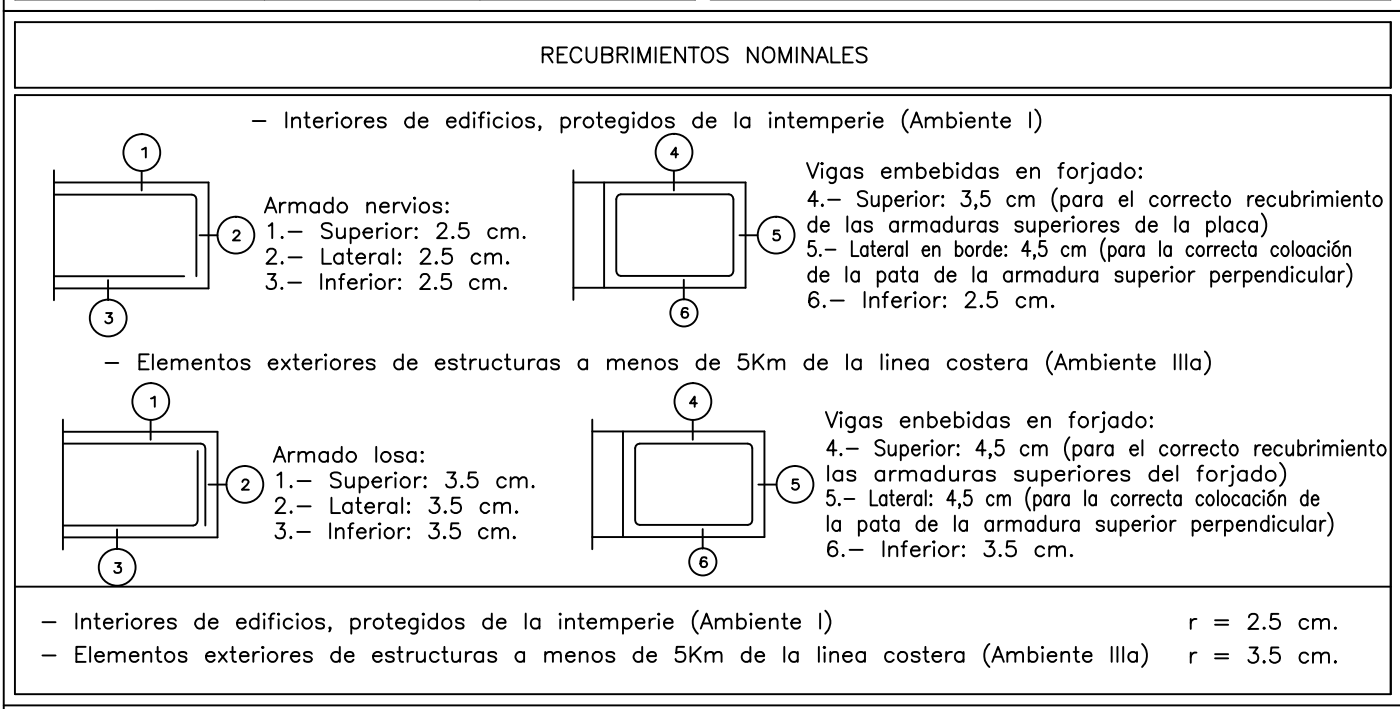 RECUBRIMIENTOS NOMINALES
– Interiores de edificios, protegidos de la intemperie (Ambiente I)
1
2
3
Armado nervios:
1.– Superior: 2.5 cm.
2.– Lateral: 2.5 cm.
3.– Inferior: 2.5 cm.
4
5
6
Vigas embebidas en forjado:
4.– Superior: 3,5 cm (para el correcto recubrimiento
de las armaduras superiores de la placa)
5.– Lateral en borde: 4,5 cm (para la correcta coloación
de la pata de la armadura superior perpendicular)
6.– Inferior: 2.5 cm.
– Elementos exteriores de estructuras a menos de 5Km de la linea costera (Ambiente IIIa)
1
2
3
Armado losa:
1.– Superior: 3.5 cm.
2.– Lateral: 3.5 cm.
3.– Inferior: 3.5 cm.
4
5
6
Vigas enbebidas en forjado:
4.– Superior: 4,5 cm (para el correcto recubrimiento
las armaduras superiores del forjado)
5.– Lateral: 4,5 cm (para la correcta colocación de
la pata de la armadura superior perpendicular)
6.– Inferior: 3.5 cm.
– Interiores de edificios, protegidos de la intemperie (Ambiente I) r = 2.5 cm.
– Elementos exteriores de estructuras a menos de 5Km de la linea costera (Ambiente IIIa) r = 3.5 cm.